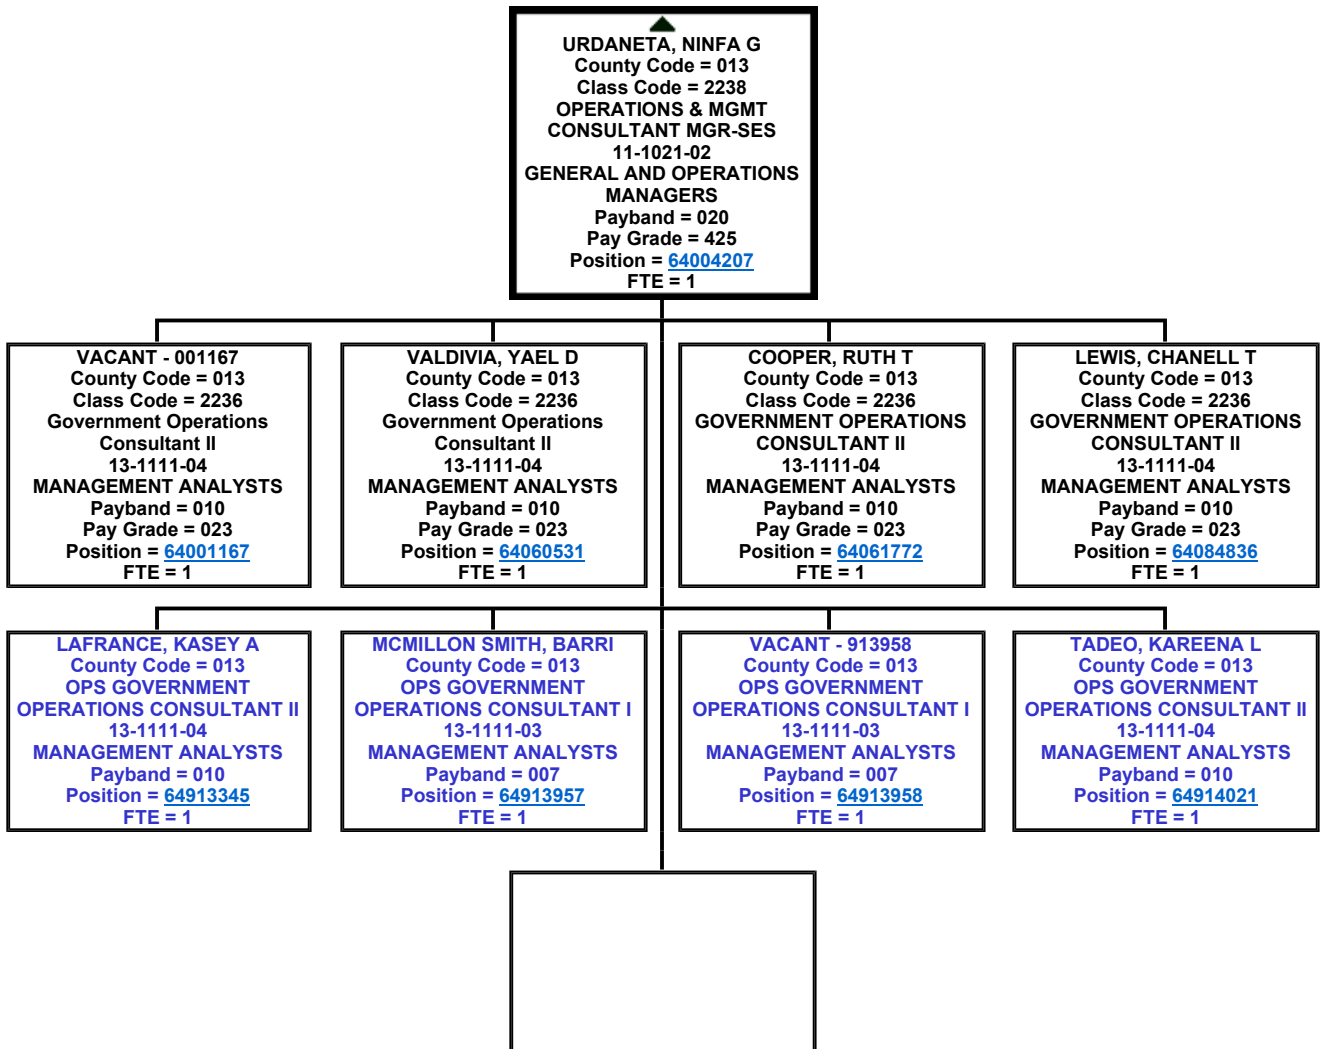 URDANETA, NINFA G
County Code = 013
Class Code = 2238
OPERATIONS & MGMT
CONSULTANT MGR-SES
11-1021-02
GENERAL AND OPERATIONS
MANAGERS
Payband = 020
Pay Grade = 425
Position = 64004207
FTE = 1
VACANT - 001167
County Code = 013
Class Code = 2236
Government Operations
Consultant II
13-1111-04
MANAGEMENT ANALYSTS
Payband = 010
Pay Grade = 023
Position = 64001167
FTE = 1
VALDIVIA, YAEL D
County Code = 013
Class Code = 2236
Government Operations
Consultant II
13-1111-04
MANAGEMENT ANALYSTS
Payband = 010
Pay Grade = 023
Position = 64060531
FTE = 1
COOPER, RUTH T
County Code = 013
Class Code = 2236
GOVERNMENT OPERATIONS
CONSULTANT II
13-1111-04
MANAGEMENT ANALYSTS
Payband = 010
Pay Grade = 023
Position = 64061772
FTE = 1
LEWIS, CHANELL T
County Code = 013
Class Code = 2236
GOVERNMENT OPERATIONS
CONSULTANT II
13-1111-04
MANAGEMENT ANALYSTS
Payband = 010
Pay Grade = 023
Position = 64084836
FTE = 1
LAFRANCE, KASEY A
County Code = 013
OPS GOVERNMENT
OPERATIONS CONSULTANT II
13-1111-04
MANAGEMENT ANALYSTS
Payband = 010
Position = 64913345
FTE = 1
MCMILLON SMITH, BARRI
County Code = 013
OPS GOVERNMENT
OPERATIONS CONSULTANT I
13-1111-03
MANAGEMENT ANALYSTS
Payband = 007
Position = 64913957
FTE = 1
VACANT - 913958
County Code = 013
OPS GOVERNMENT
OPERATIONS CONSULTANT I
13-1111-03
MANAGEMENT ANALYSTS
Payband = 007
Position = 64913958
FTE = 1
TADEO, KAREENA L
County Code = 013
OPS GOVERNMENT
OPERATIONS CONSULTANT II
13-1111-04
MANAGEMENT ANALYSTS
Payband = 010
Position = 64914021
FTE = 1